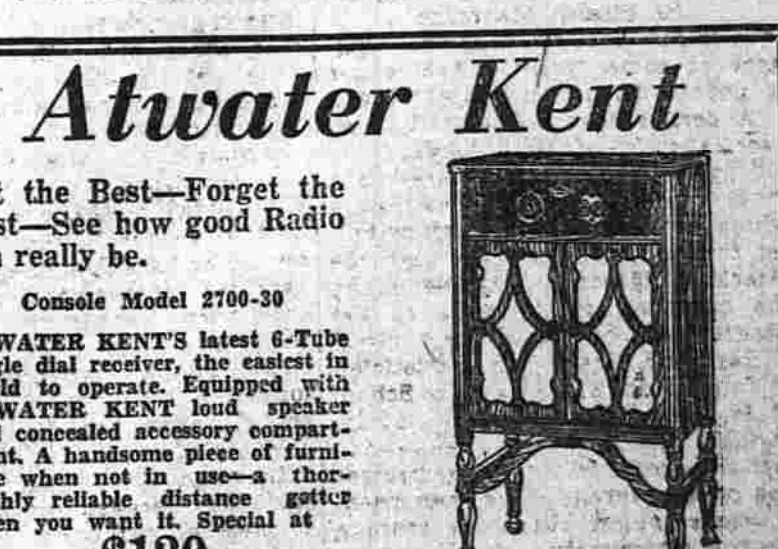 Atwater Kent
the Best—Forget the
st—See how good Radio
really be.
Console Model 2700-30
WATER KENT'S latest 6-Tube
gle dial receiver, the easiest in
ld to operate. Equipped with
WATER KENT loud speaker
concealed accessory compart-
nt. A handsome piece of furni-
e when not in use—a thor-
hly reliable distance getter
en you want it. Special at